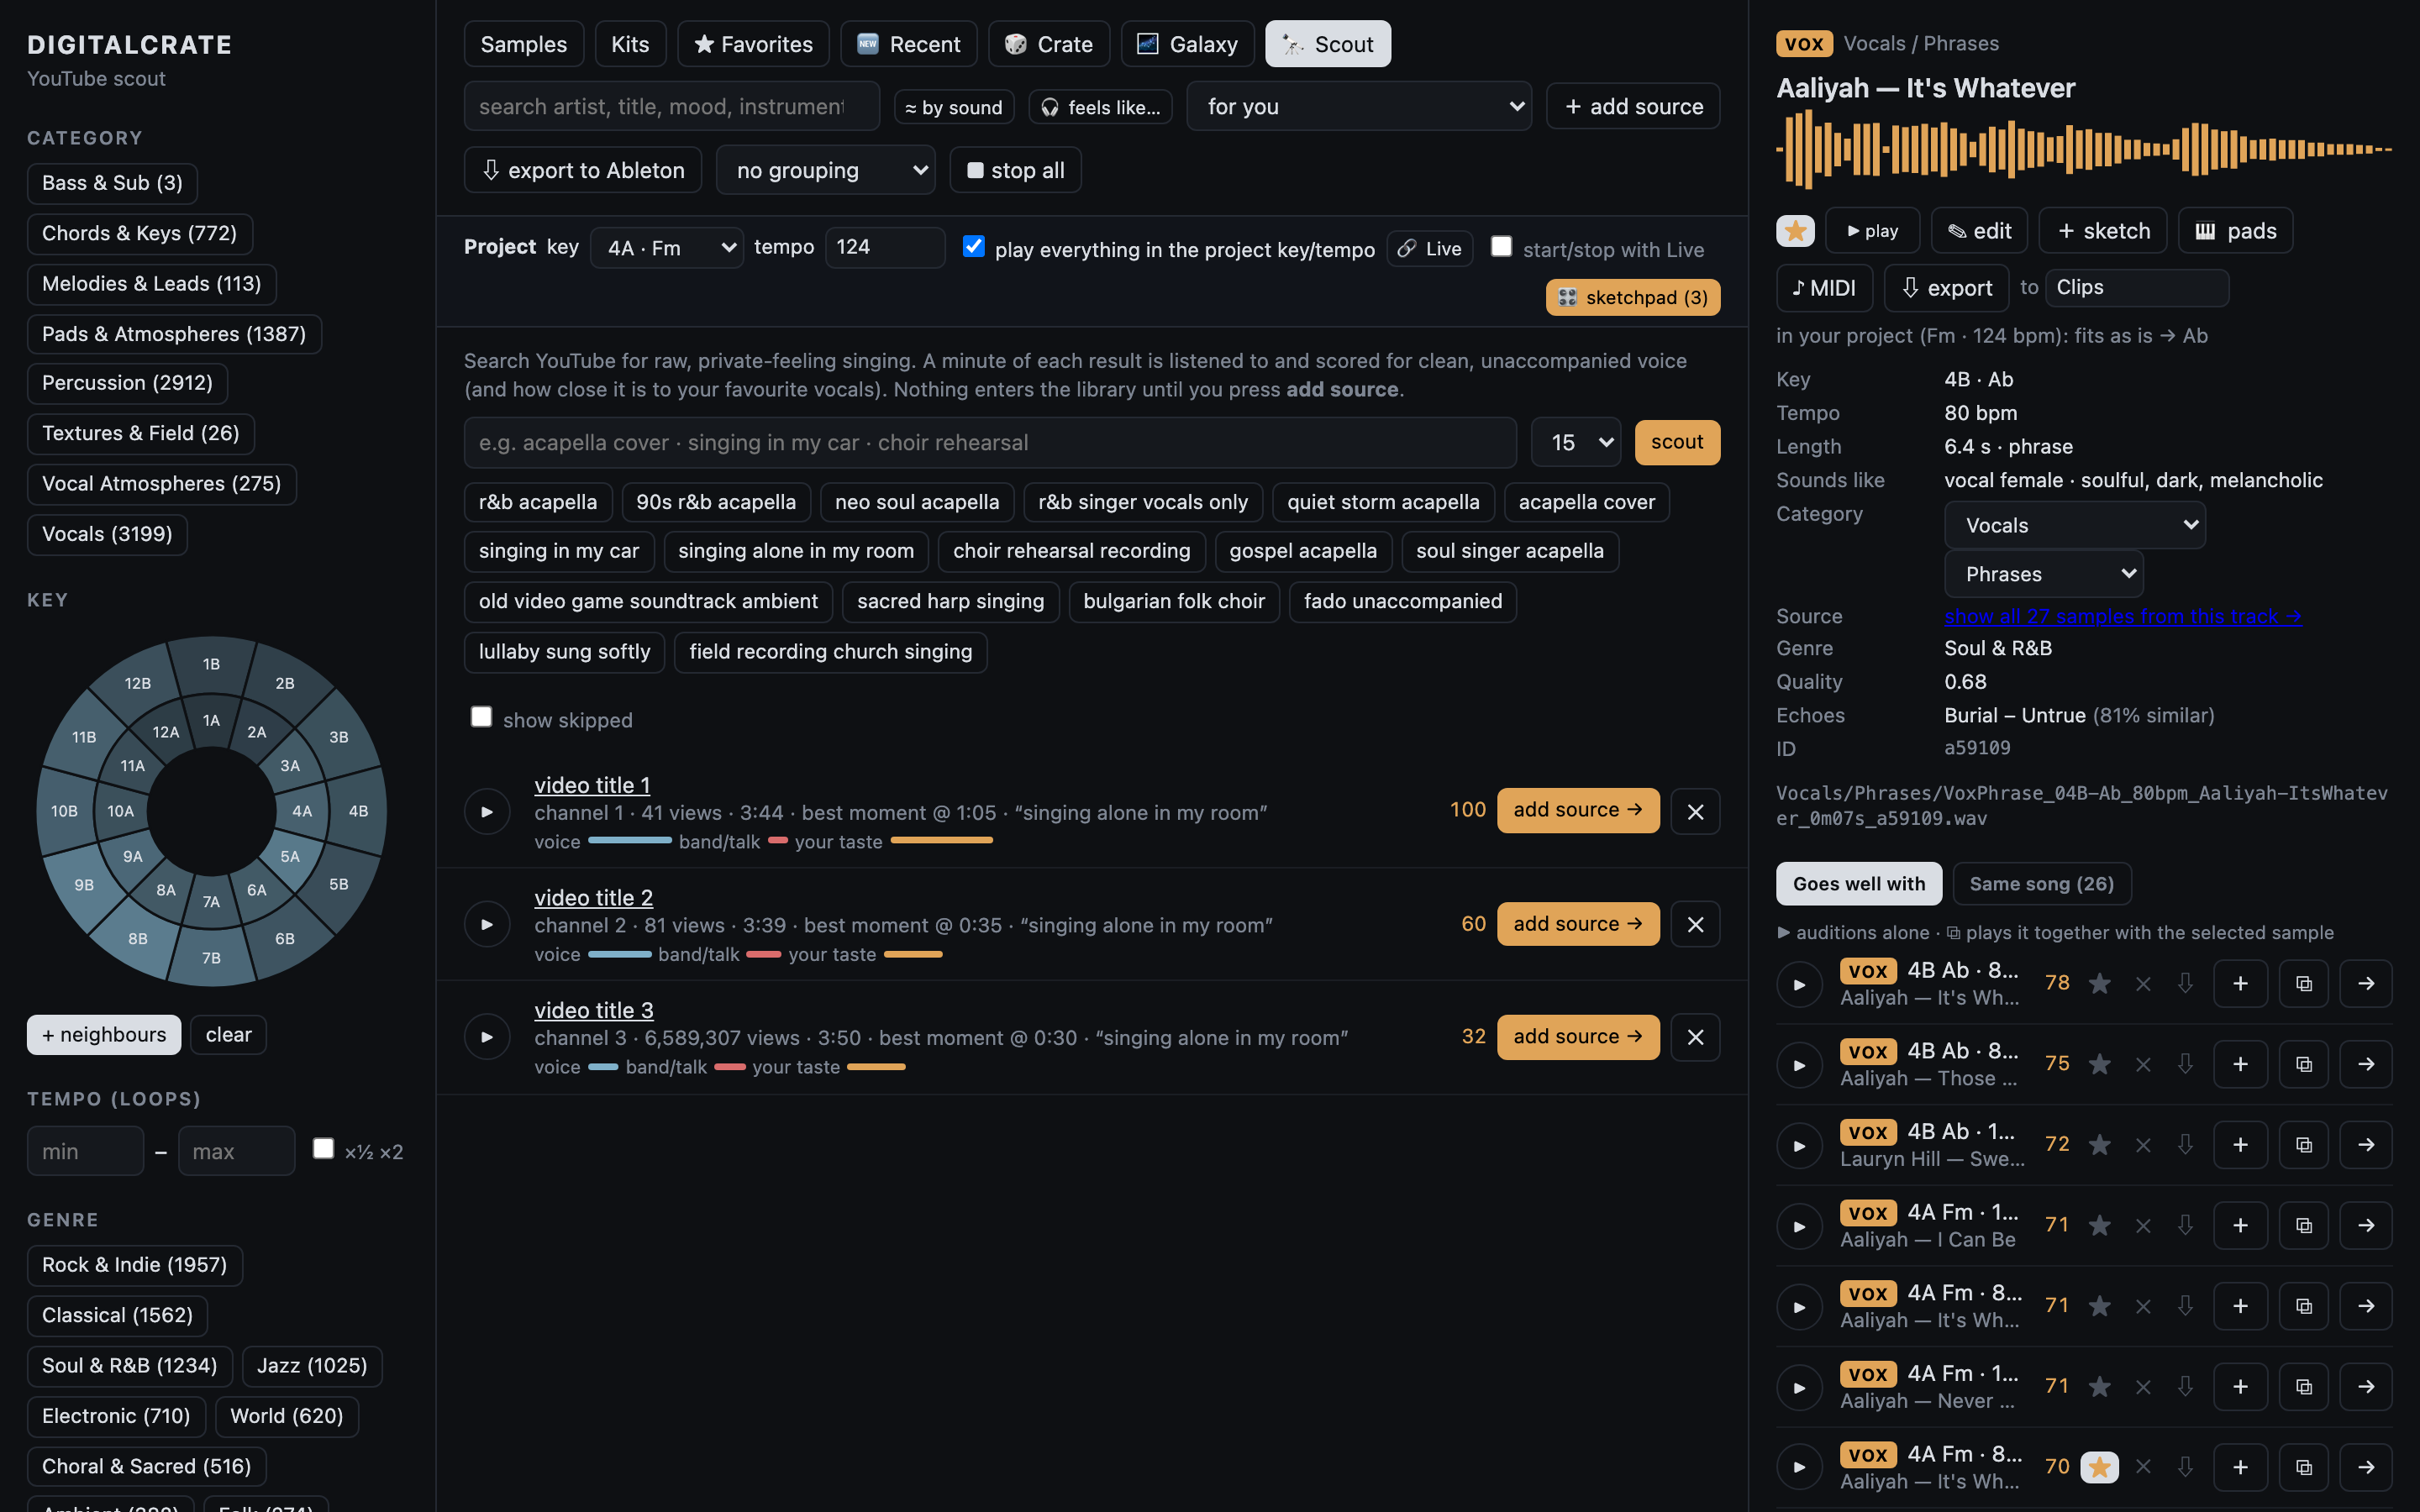 DIGITALCRATE
YouTube scout
CATEGORY
Bass & Sub (3)
Chords & Keys (772)
Melodies & Leads (113)
Pads & Atmospheres (1387)
Percussion (2912)
Textures & Field (26)
Vocal Atmospheres (275)
Vocals (3199)
KEY
1B
2B
3B
4B
5B
6B
7B
8B
9B
10B
11B
12B
1A
2A
3A
4A
5A
6A
7A
8A
9A
10A
11A
12A
+ neighbours clear
TEMPO (LOOPS)
min – max ×½ ×2
GENRE
Rock & Indie (1957)
Classical (1562)
Soul & R&B (1234) Jazz (1025)
Electronic (710) World (620)
Choral & Sacred (516)
Samples Kits ★ Favorites NEW Recent Crate Galaxy Scout
search artist, title, mood, instrument ≈ by sound feels like... for you + add source
⇩ export to Ableton no grouping stop all
Project key 4A · Fm tempo 124 play everything in the project key/tempo Live start/stop with Live
sketchpad (3)
Search YouTube for raw, private-feeling singing. A minute of each result is listened to and scored for clean, unaccompanied voice
(and how close it is to your favourite vocals). Nothing enters the library until you press add source.
e.g. acapella cover · singing in my car · choir rehearsal 15 scout
r&b acapella 90s r&b acapella neo soul acapella r&b singer vocals only quiet storm acapella acapella cover
singing in my car singing alone in my room choir rehearsal recording gospel acapella soul singer acapella
old video game soundtrack ambient sacred harp singing bulgarian folk choir fado unaccompanied
lullaby sung softly field recording church singing
show skipped
video title 1
channel 1 · 41 views · 3:44 · best moment @ 1:05 · “singing alone in my room” 100 add source →
voice band/talk your taste
video title 2
channel 2 · 81 views · 3:39 · best moment @ 0:35 · “singing alone in my room” 60 add source →
voice band/talk your taste
video title 3
channel 3 · 6,589,307 views · 3:50 · best moment @ 0:30 · “singing alone in my room” 32 add source →
voice band/talk your taste
VOX Vocals / Phrases
Aaliyah — It's Whatever
▶ play ✎ edit + sketch pads
♪ MIDI ⇩ export to Clips
in your project (Fm · 124 bpm): fits as is → Ab
Key 4B · Ab
Tempo 80 bpm
Length 6.4 s · phrase
Sounds like vocal female · soulful, dark, melancholic
Category Vocals
Phrases
Source show all 27 samples from this track →
Genre Soul & R&B
Quality 0.68
Echoes Burial – Untrue (81% similar)
ID a59109
Vocals/Phrases/VoxPhrase_04B-Ab_80bpm_Aaliyah-ItsWhatev
er_0m07s_a59109.wav
Goes well with Same song (26)
▶ auditions alone · ⧉ plays it together with the selected sample
VOX 4B Ab · 8... 78
Aaliyah — It's Wh...
VOX 4B Ab · 8... 75
Aaliyah — Those ...
VOX 4B Ab · 1... 72
Lauryn Hill — Swe...
VOX 4A Fm · 1... 71
Aaliyah — I Can Be
VOX 4A Fm · 8... 71
Aaliyah — It's Wh...
VOX 4A Fm · 1... 71
Aaliyah — Never ...
VOX 4A Fm · 8... 70
Aaliyah — It's Wh...